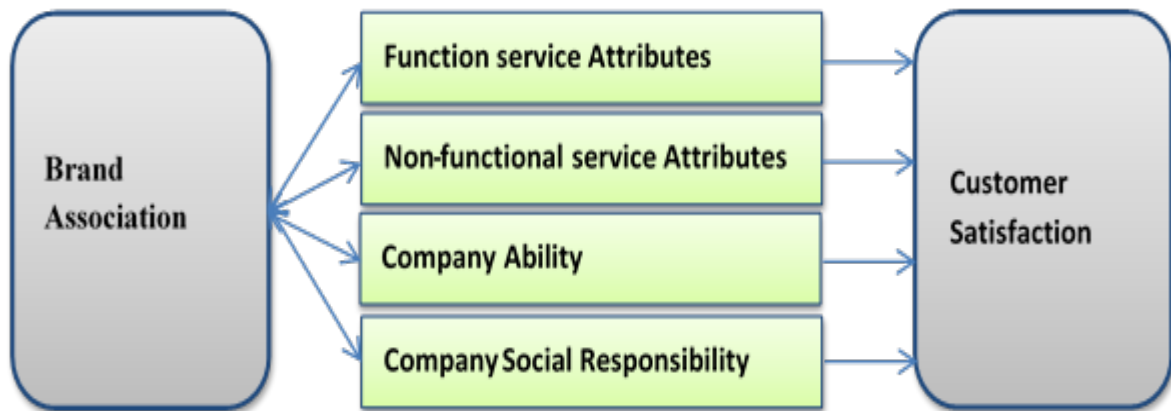 Brand
Association
Function service Attributes
Non-functional service Attributes
Company Ability
Company Social Responsibility
Customer
Satisfaction